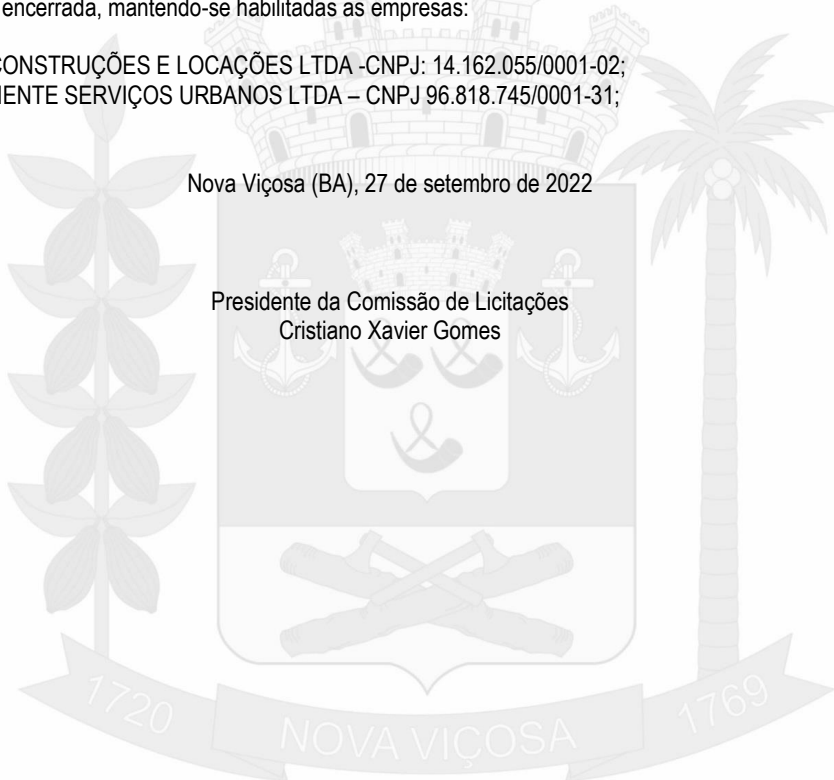 encerrada, mantendo-se habilitadas as empresas:
CONSTRUÇÕES E LOCAÇÕES LTDA -CNPJ: 14.162.055/0001-02;
SERVIÇOS URBANOS LTDA – CNPJ 96.818.745/0001-31;
Nova Viçosa (BA), 27 de setembro de 2022
Presidente da Comissão de Licitações
Cristiano Xavier Gomes
1720 NOVA VIÇOSA 1769